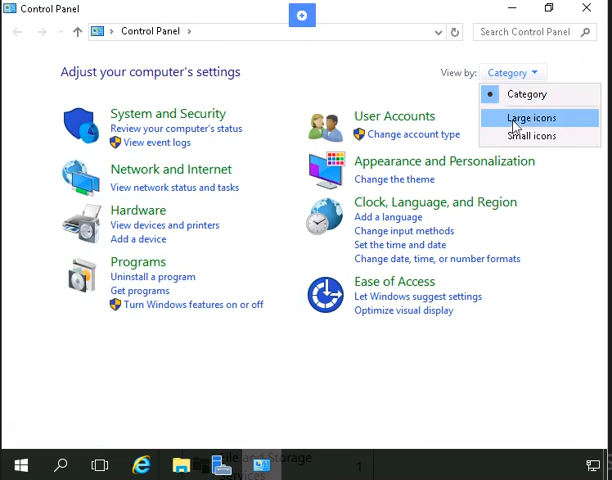 Control Panel
Control Panel
Search Control Panel
Adjust your computer's settings
View by: Category
Category
Large icons
Small icons
System and Security
Review your computer's status
View event logs
Network and Internet
View network status and tasks
Hardware
View devices and printers
Add a device
Programs
Uninstall a program
Get programs
Turn Windows features on or off
User Accounts
Change account type
Appearance and Personalization
Change the theme
Clock, Language, and Region
Add a language
Change input methods
Set the time and date
Change date, time, or number formats
Ease of Access
Let Windows suggest settings
Optimize visual display
File and Storage
Services
1